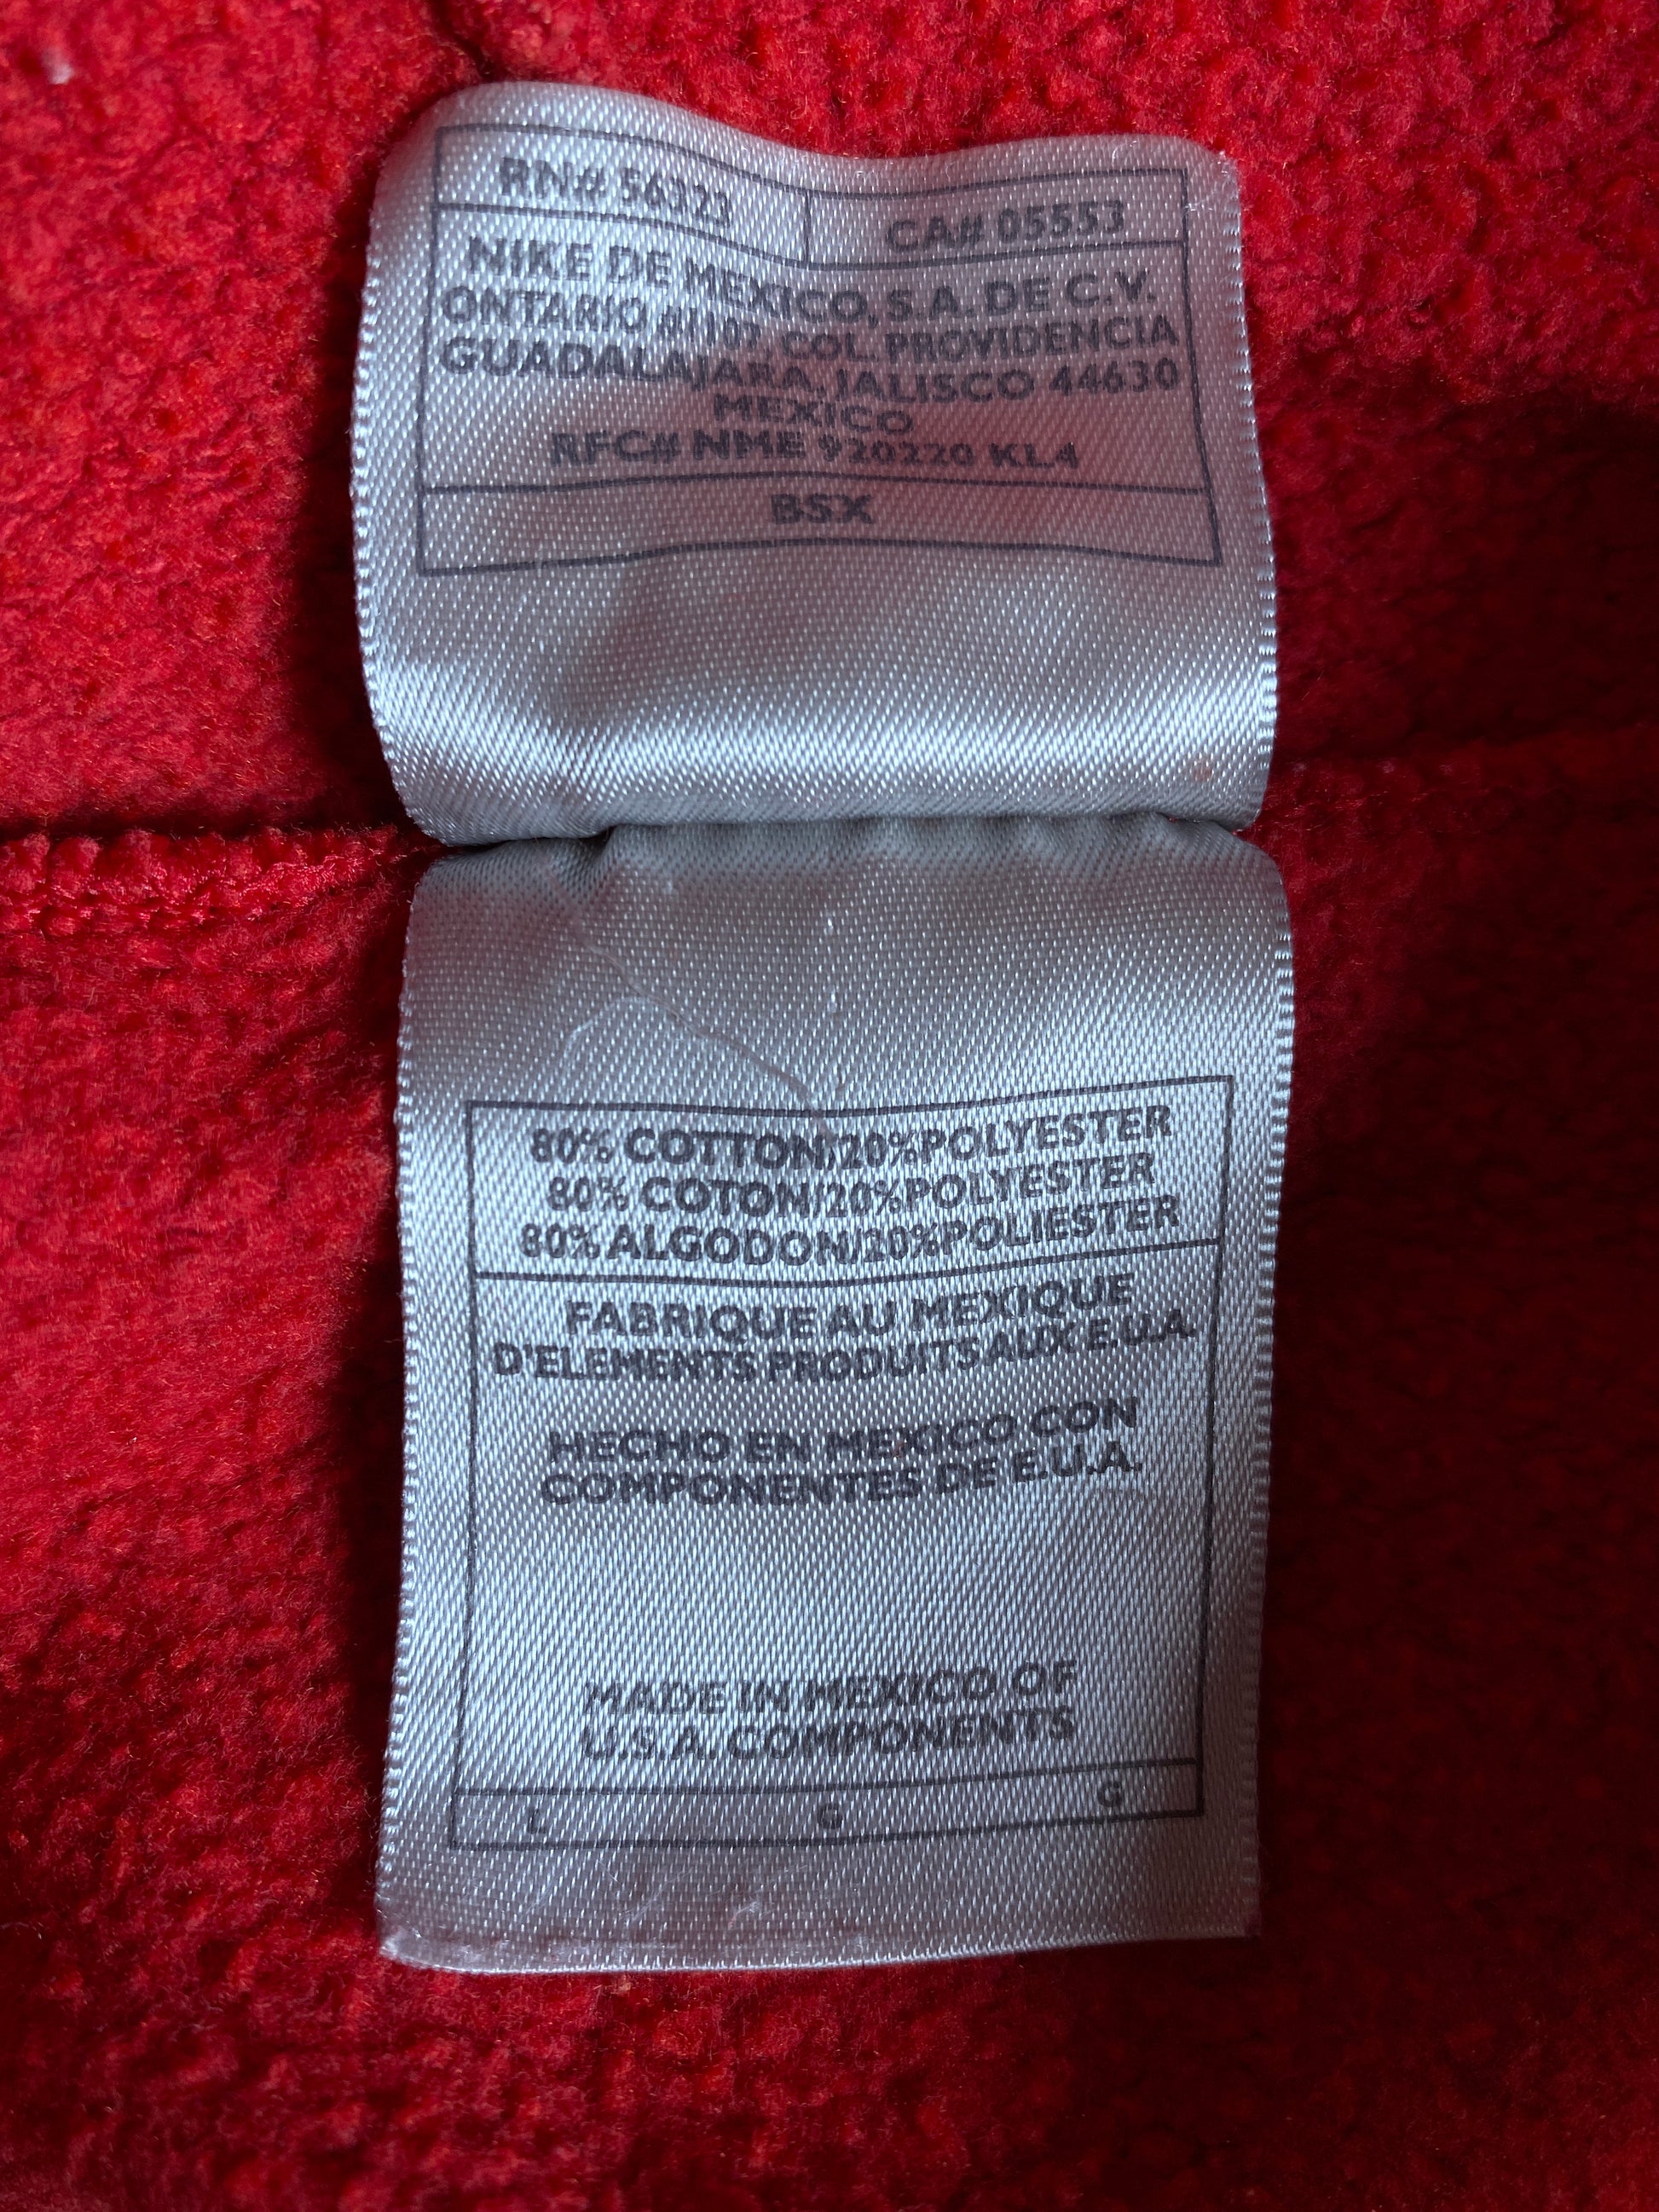 RN# 56323
CA# 05553
NIKE DE MEXICO, S.A. DE C.V.
ONTARIO #1107, COL. PROVIDENCIA
GUADALAJARA, JALISCO 44630
MEXICO
RFC# NME 920220 KL4
BSX
80% COTTON/20%POLYESTER
80% COTON/20%POLYESTER
80% ALGODON/20%POLIESTER
FABRIQUE AU MEXIQUE
D'ELEMENTS PRODUITS AUX E.U.A.
HECHO EN MEXICO CON
COMPONENTES DE E.U.A.
MADE IN MEXICO OF
U.S.A. COMPONENTS
L G G